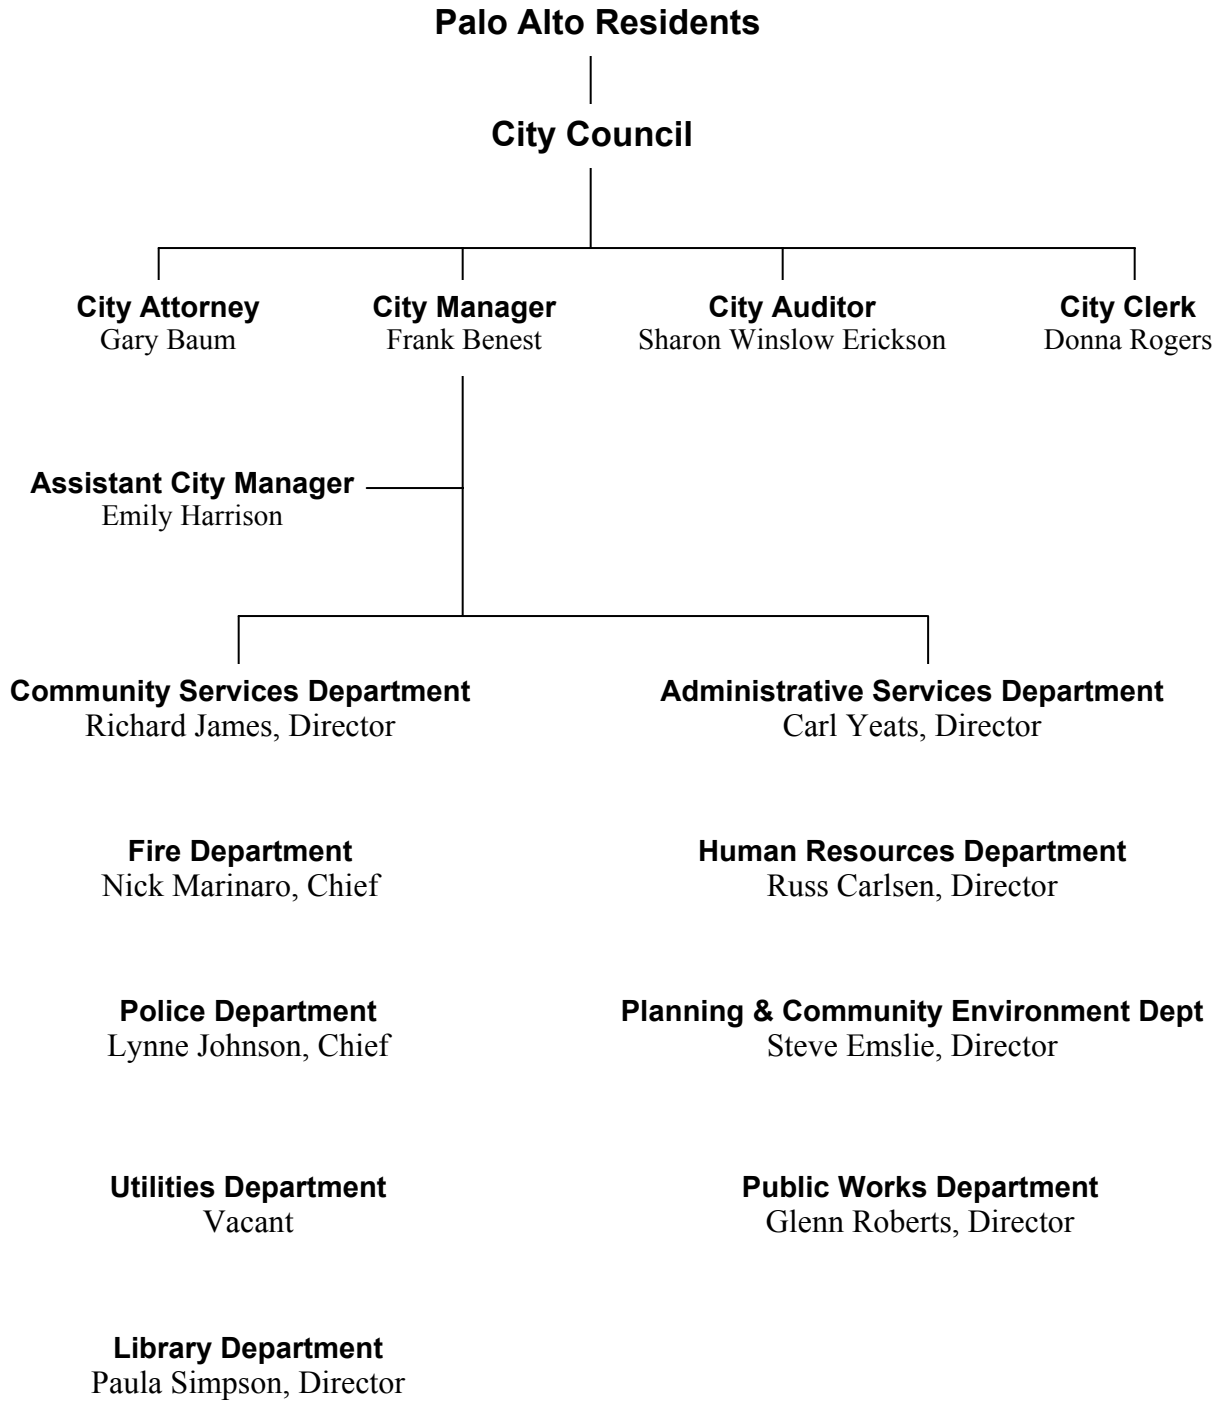 Palo Alto Residents
City Council
City Attorney
Gary Baum
City Manager
Frank Benest
City Auditor
Sharon Winslow Erickson
City Clerk
Donna Rogers
Assistant City Manager
Emily Harrison
Community Services Department
Richard James, Director
Administrative Services Department
Carl Yeats, Director
Fire Department
Nick Marinaro, Chief
Human Resources Department
Russ Carlsen, Director
Police Department
Lynne Johnson, Chief
Planning & Community Environment Dept
Steve Emslie, Director
Utilities Department
Vacant
Public Works Department
Glenn Roberts, Director
Library Department
Paula Simpson, Director